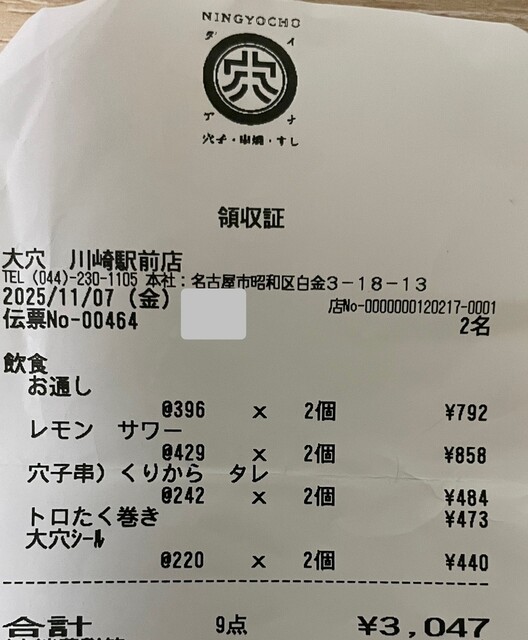 NINGYOCHO
ダイ
穴
アナ
穴子・串焼・すし
領収証
大穴 川崎駅前店
TEL (044)-230-1105 本社：名古屋市昭和区白金3－18－13
2025/11/07 (金) 店No-0000000120217-0001
伝票No-00464 2名
飲食
お通し
@396 x 2個 ¥792
レモン サワー
@429 x 2個 ¥858
穴子串）くりから タレ
@242 x 2個 ¥484
トロたく巻き ¥473
大穴ｼｰﾙ
@220 x 2個 ¥440
合計 9点 ¥3,047